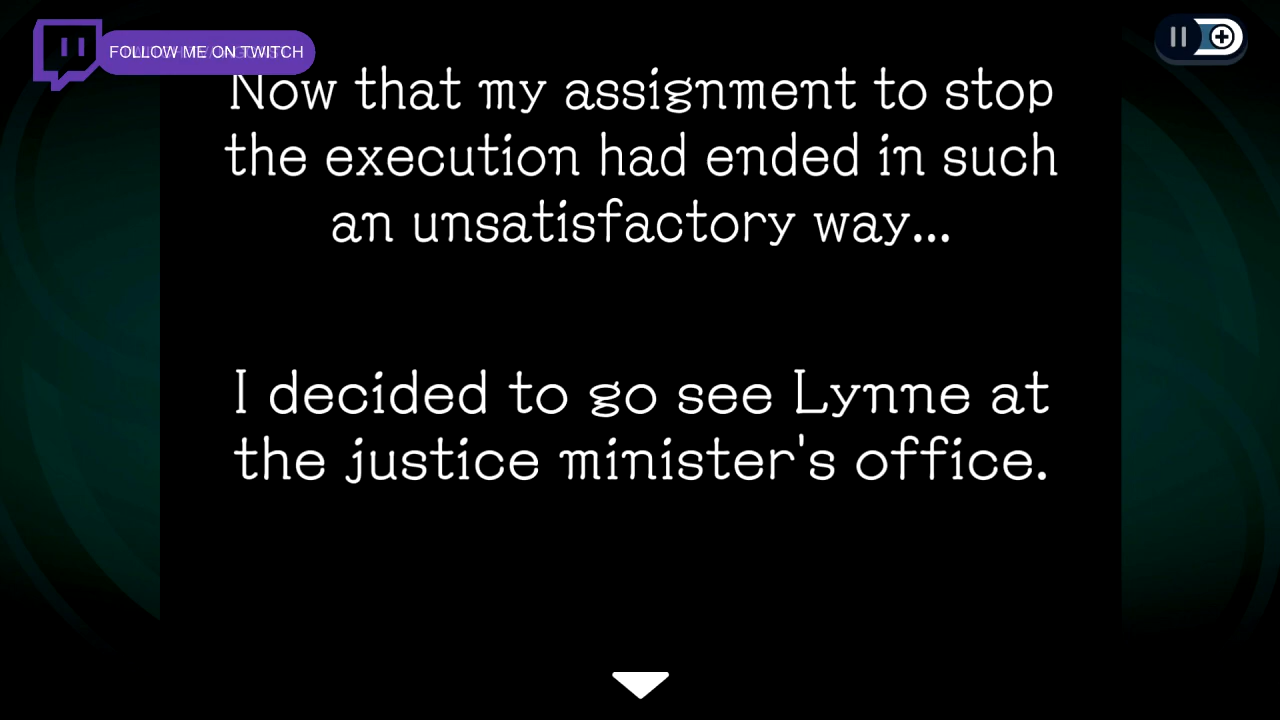 FOLLOW ME ON TWITCH
Now that my assignment to stop
the execution had ended in such
an unsatisfactory way...
I decided to go see Lynne at
the justice minister's office.